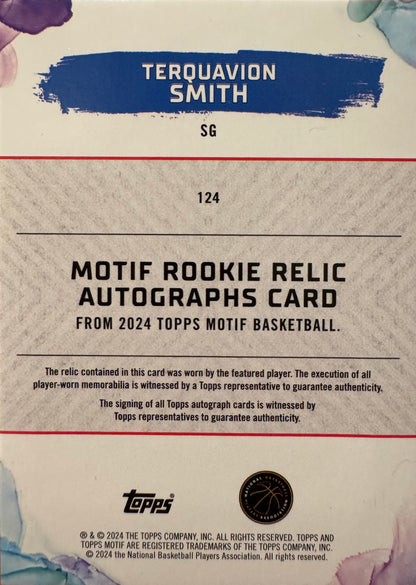 TERQUAVION
SMITH
SG
124
MOTIF ROOKIE RELIC
AUTOGRAPHS CARD
FROM 2024 TOPPS MOTIF BASKETBALL.
The relic contained in this card was worn by the featured player. The execution of all
player-worn memorabilia is witnessed by a Topps representative to guarantee authenticity.
The signing of all Topps autograph cards is witnessed by
Topps representatives to guarantee authenticity.
Topps®
® & © 2024 THE TOPPS COMPANY, INC. ALL RIGHTS RESERVED. TOPPS AND
TOPPS MOTIF ARE REGISTERED TRADEMARKS OF THE TOPPS COMPANY, INC.
© 2024 the National Basketball Players Association. All rights reserved.